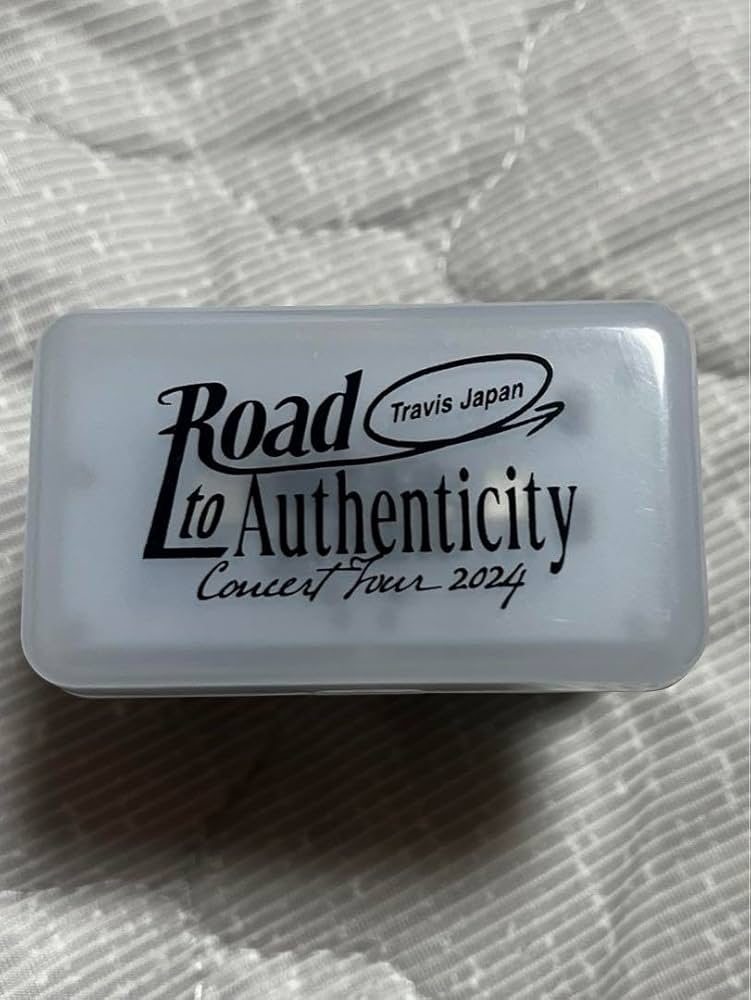 Road Travis Japan
to Authenticity
Concert Tour 2024